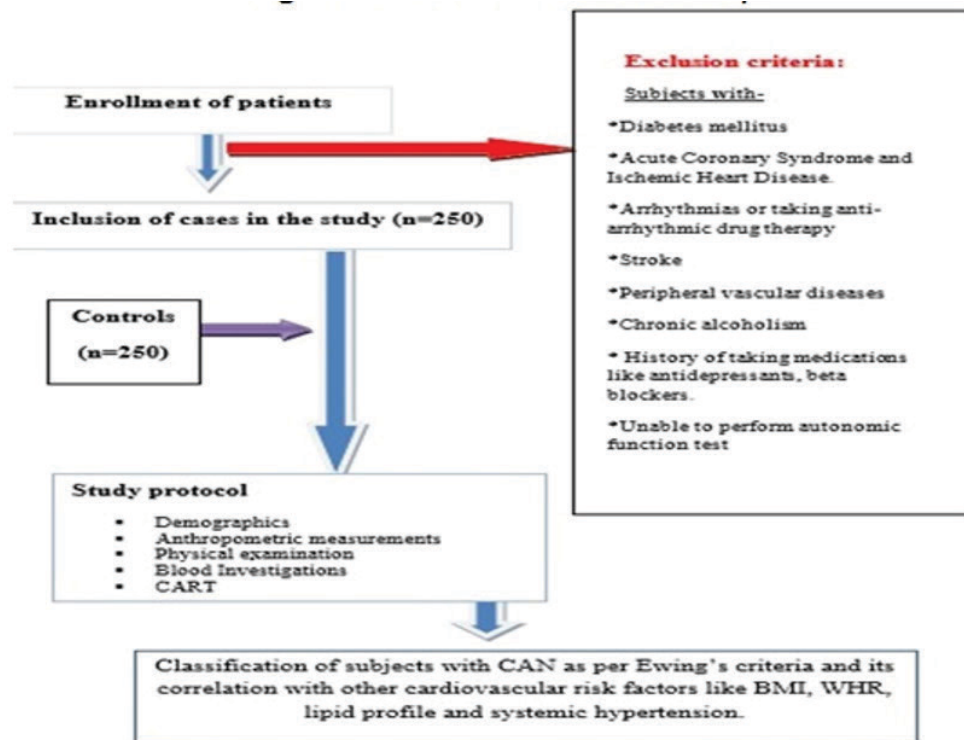 Enrollment of patients
Inclusion of cases in the study (n=250)
Controls
(n=250)
Exclusion criteria:
Subjects with-
*Diabetes mellitus
*Acute Coronary Syndrome and
Ischemic Heart Disease.
*Arrhythmias or taking anti-
arrhythmic drug therapy
*Stroke
*Peripheral vascular diseases
*Chronic alcoholism
* History of taking medications
like antidepressants, beta
blockers.
*Unable to perform autonomic
function test
Study protocol
▪ Demographics
▪ Anthropometric measurements
▪ Physical examination
▪ Blood Investigations
▪ CART
Classification of subjects with CAN as per Ewing's criteria and its
correlation with other cardiovascular risk factors like BMI, WHR,
lipid profile and systemic hypertension.